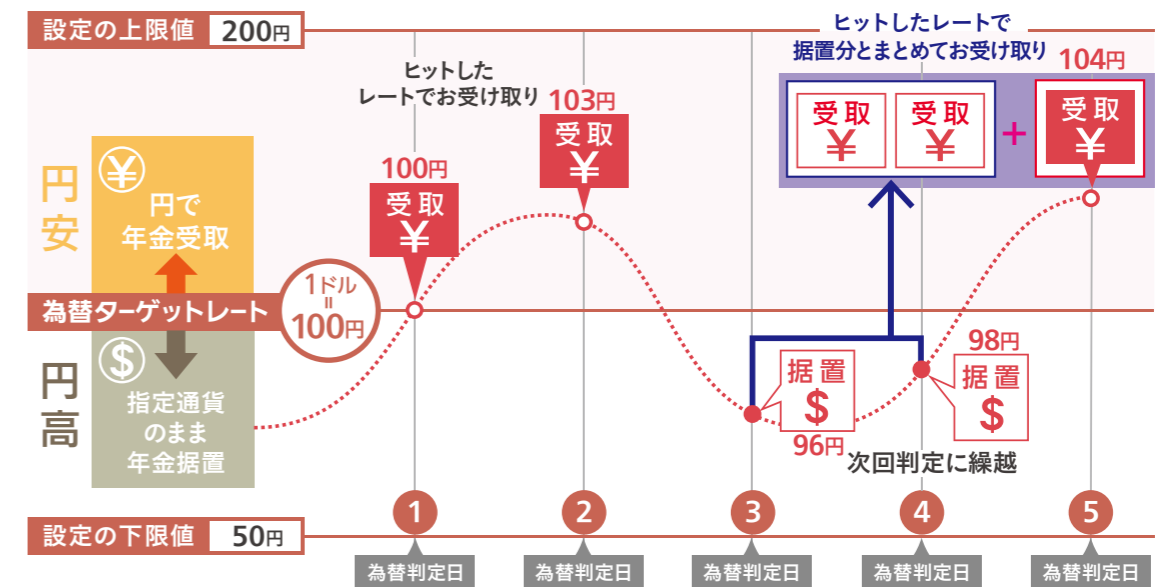 設定の上限値 200円
ヒットしたレートで
据置分とまとめてお受け取り
104円
ヒットした
レートでお受け取り
103円
受取
¥
受取
¥
受取
¥
+
受取
¥
100円
受取
¥
円安
¥
円で
年金受取
為替ターゲットレート
1ドル
=
100円
円高
$
指定通貨
のまま
年金据置
据置
$
96円
98円
据置
$
次回判定に繰越
1
2
3
4
5
設定の下限値 50円
為替判定日
為替判定日
為替判定日
為替判定日
為替判定日